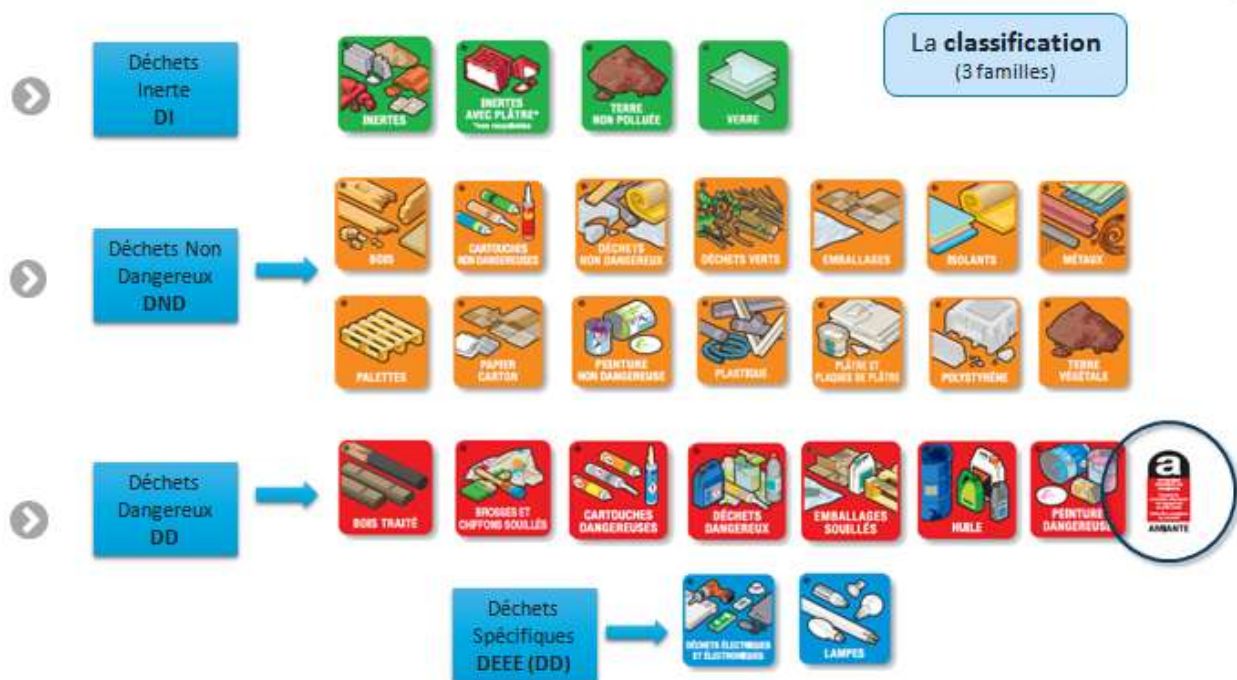 La classification
(3 familles)
Déchets
Inerte
DI
INERTES
INERTES
AVEC PLÂTRE*
*non recyclables
TERRE
NON POLLUÉE
VERRE
Déchets Non
Dangereux
DND
BOIS
CARTOUCHES
NON DANGEREUSES
DÉCHETS
NON DANGEREUX
DÉCHETS VERTS
EMBALLAGES
ISOLANTS
MÉTAUX
PALETTES
PAPIER
CARTON
PEINTURE
NON DANGEREUSE
PLASTIQUE
PLÂTRE ET
PLAQUES DE PLÂTRE
POLYSTYRÈNE
TERRE
VÉGÉTALE
Déchets
Dangereux
DD
BOIS TRAITÉ
BROSSES ET
CHIFFONS SOUILLÉS
CARTOUCHES
DANGEREUSES
DÉCHETS
DANGEREUX
EMBALLAGES
SOUILLÉS
HUILE
PEINTURE
DANGEREUSE
a
AMIANTE
Déchets
Spécifiques
DEEE (DD)
DÉCHETS ÉLECTRIQUES
ET ÉLECTRONIQUES
LAMPES